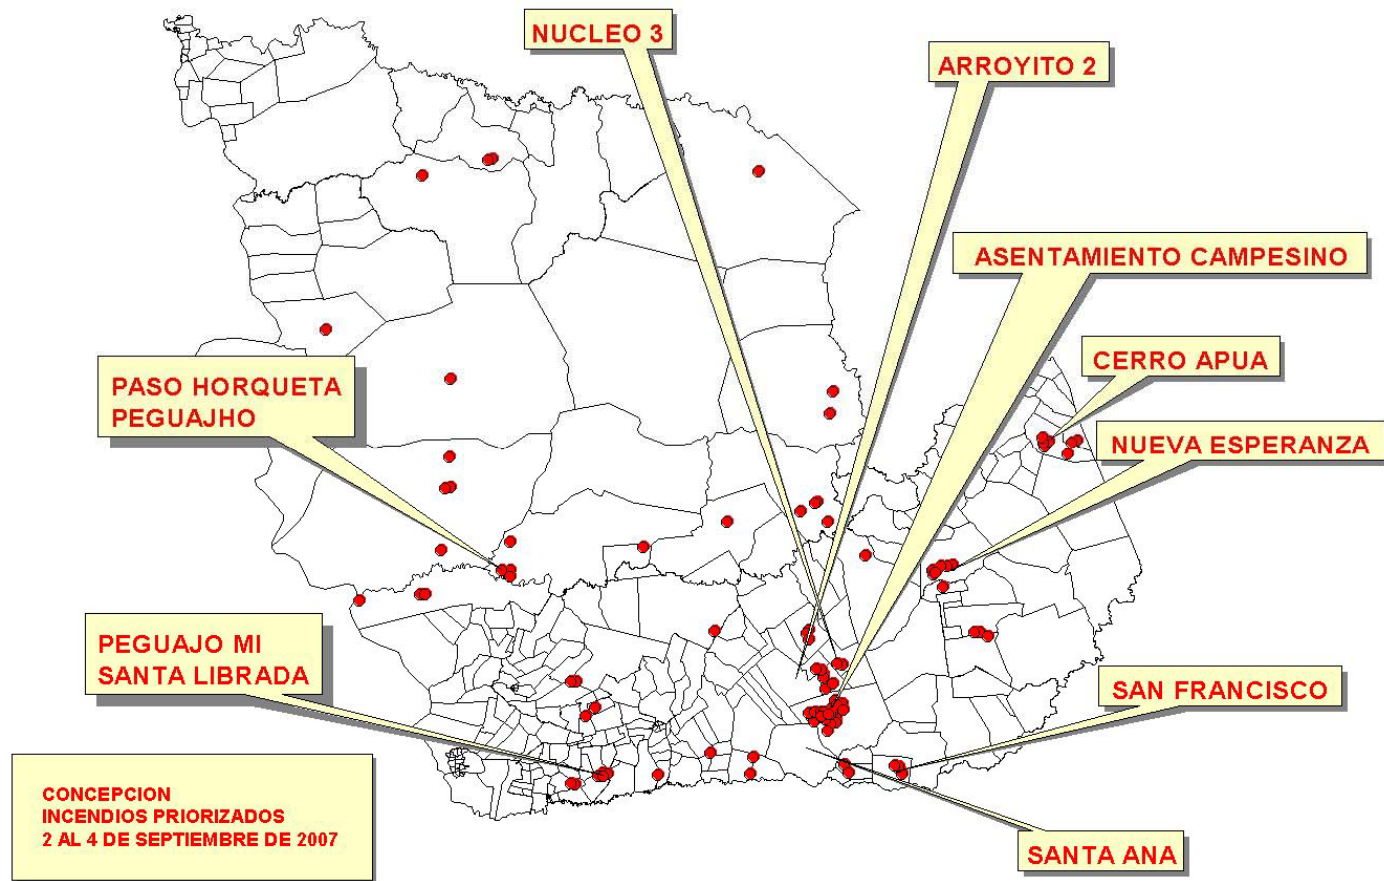 NUCLEO 3
ARROYITO 2
ASENTAMIENTO CAMPESINO
CERRO APUA
PASO HORQUETA
PEGUAJHO
NUEVA ESPERANZA
PEGUAJO MI
SANTA LIBRADA
SAN FRANCISCO
CONCEPCION
INCENDIOS PRIORIZADOS
2 AL 4 DE SEPTIEMBRE DE 2007
SANTA ANA